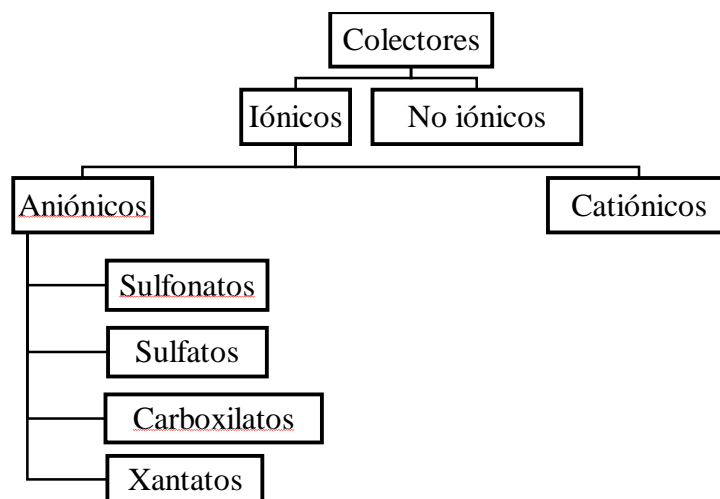 Colectores
Iónicos
No iónicos
Aniónicos
Catiónicos
Sulfonatos
Sulfatos
Carboxilatos
Xantatos